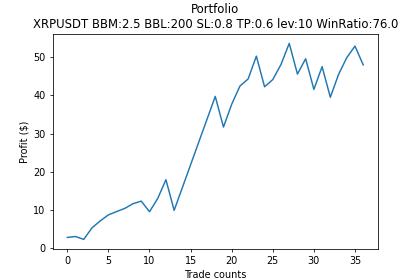 Portfolio
XRPUSDT BBM:2.5 BBL:200 SL:0.8 TP:0.6 lev:10 WinRatio:76.0
50
40
30
20
10
0
Profit ($)
0 5 10 15 20 25 30 35
Trade counts